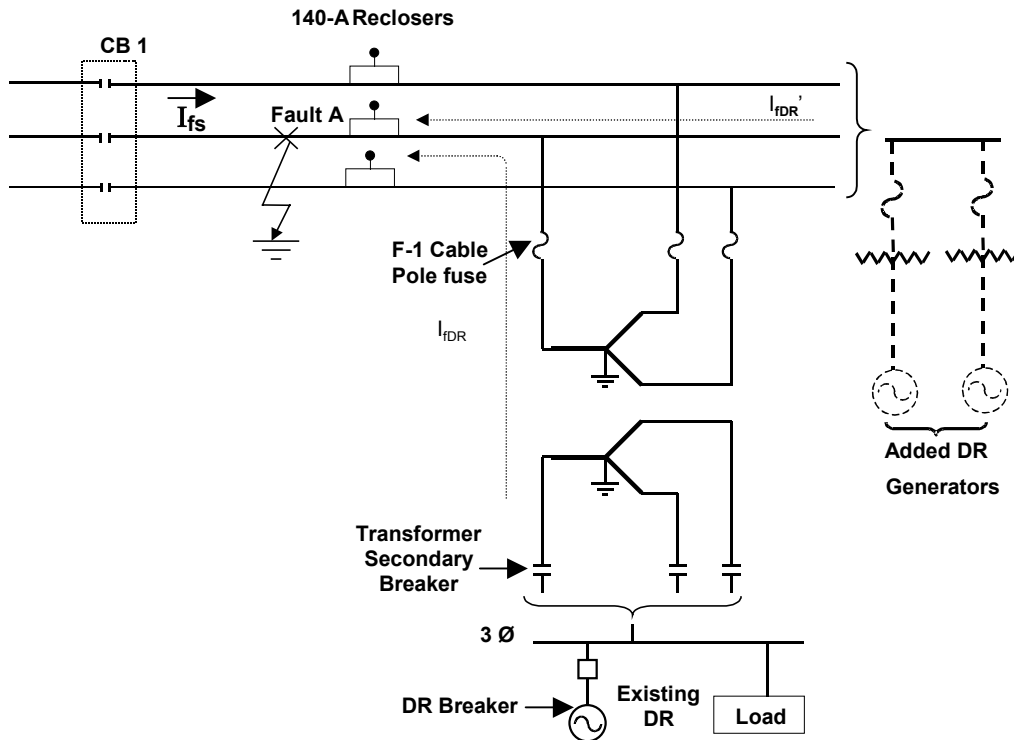 140-A Reclosers
CB 1
Ifs
Fault A
IfDR'
F-1 Cable
Pole fuse
IfDR
Added DR
Generators
Transformer
Secondary
Breaker
3 Ø
DR Breaker
Existing
DR
Load